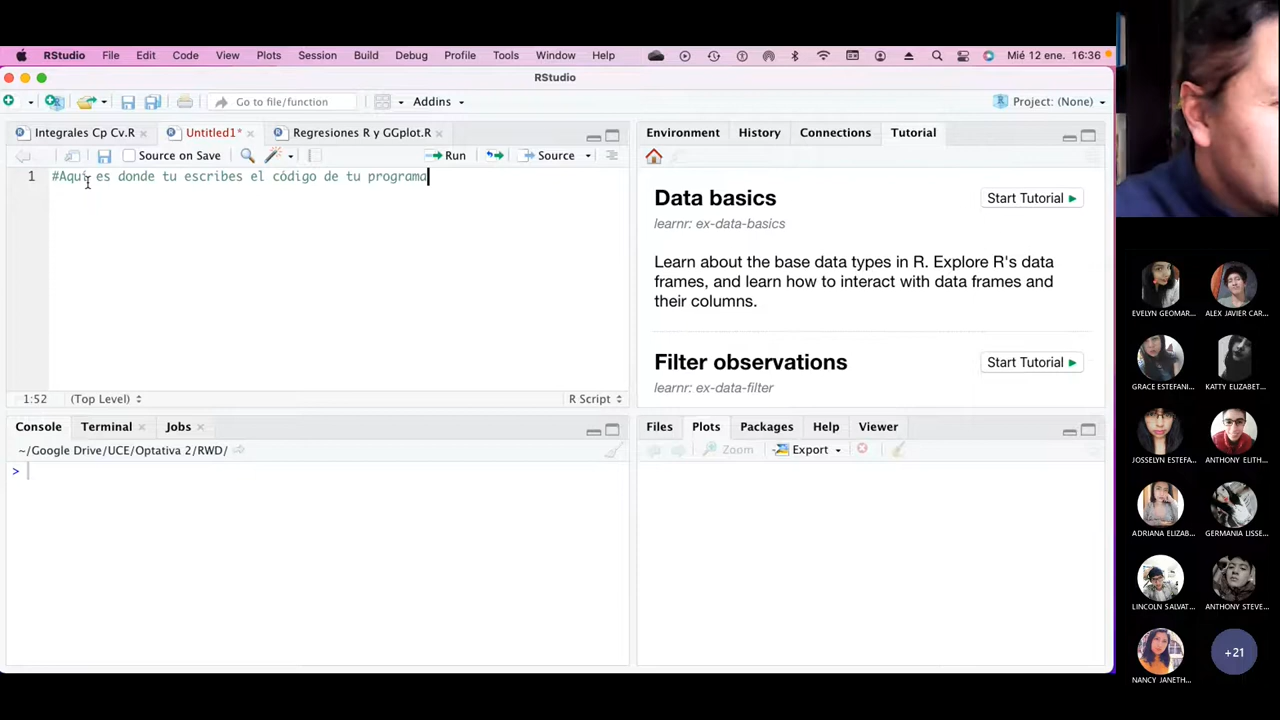 RStudio File Edit Code View Plots Session Build Debug Profile Tools Window Help Mié 12 ene. 16:36
RStudio
Go to file/function Addins Project: (None)
Integrales Cp Cv.R Untitled1* Regresiones R y GGplot.R
Source on Save Run Source
1 #Aquí es donde tu escribes el código de tu programa
1:52 (Top Level) R Script
Console Terminal Jobs
~/Google Drive/UCE/Optativa 2/RWD/
>
Environment History Connections Tutorial
Data basics Start Tutorial
learnr: ex-data-basics
Learn about the base data types in R. Explore R's data
frames, and learn how to interact with data frames and
their columns.
Filter observations Start Tutorial
learnr: ex-data-filter
Files Plots Packages Help Viewer
Zoom Export
EVELYN GEOMAR... ALEX JAVIER CAR...
GRACE ESTEFANI... KATTY ELIZABET...
JOSSELYN ESTEFA... ANTHONY ELITH...
ADRIANA ELIZAB... GERMANIA LISSE...
LINCOLN SALVAT... ANTHONY STEVE...
NANCY JANETH... +21